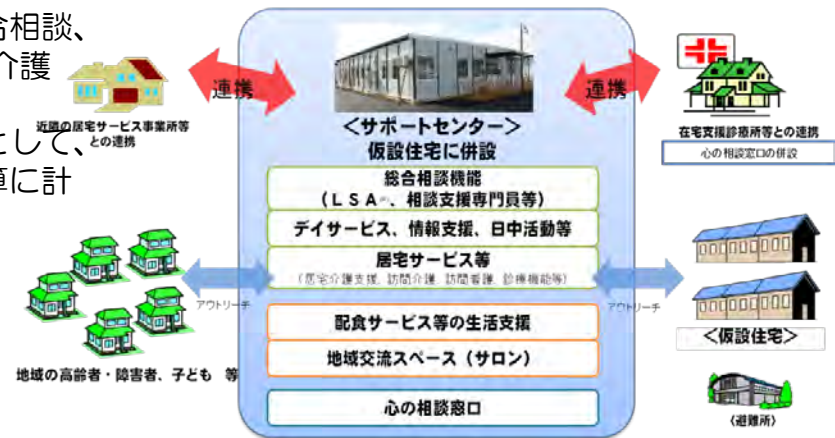 合相談、
介護
として、
算に計
連携
近隣の居宅サービス事業所等
との連携
連携
在宅支援診療所等との連携
心の相談窓口の併設
<サポートセンター>
仮設住宅に併設
総合相談機能
(LSA、相談支援専門員等)
デイサービス、情報支援、日中活動等
居宅サービス等
(居宅介護支援、訪問介護、訪問看護、診療機能等)
配食サービス等の生活支援
地域交流スペース(サロン)
心の相談窓口
アウトリーチ
地域の高齢者・障害者、子ども 等
アウトリーチ
<仮設住宅>
<避難所>